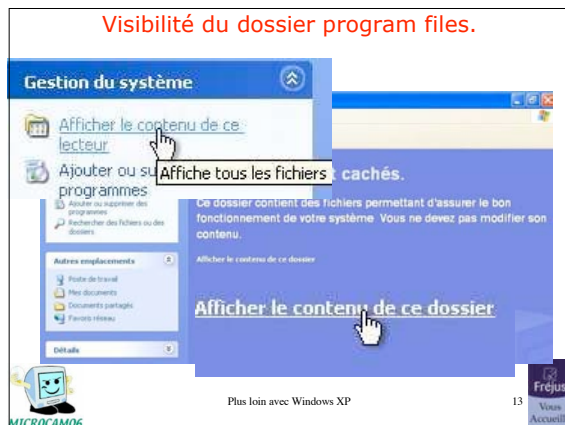 Visibilité du dossier program files.
Gestion du système
Afficher le contenu de ce
lecteur
Ajouter ou su
programmes
Affiche tous les fichiers
Ajouter ou supprimer des
programmes
Rechercher des fichiers ou des
dossiers
Autres emplacements
Poste de travail
Mes documents
Documents partagés
Favoris réseau
Détails
cachés.
Ce dossier contient des fichiers permettant d'assurer le bon
fonctionnement de votre système Vous ne devez pas modifier son
contenu.
Afficher le contenu de ce dossier
Afficher le contenu de ce dossier
MICROCAM06
Plus loin avec Windows XP
13
Fréjus
Vous
Accueill